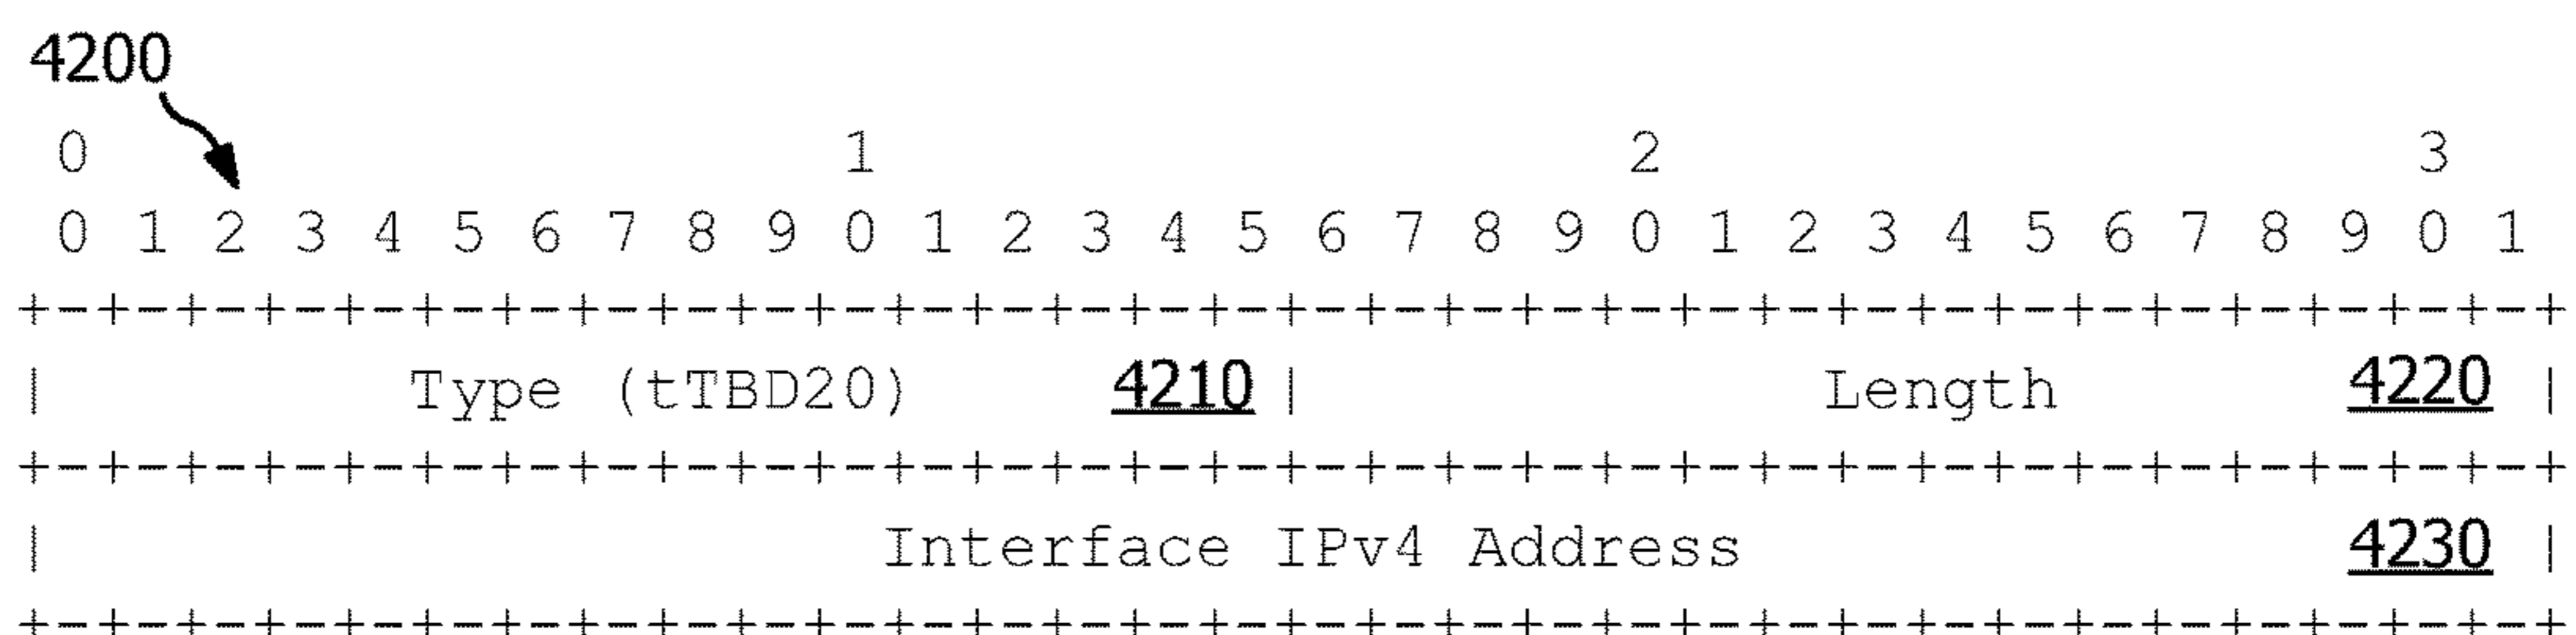 4200
0 1 2 3
0 1 2 3 4 5 6 7 8 9 0 1 2 3 4 5 6 7 8 9 0 1 2 3 4 5 6 7 8 9 0 1
+-+-+-+-+-+-+-+-+-+-+-+-+-+-+-+-+-+-+-+-+-+-+-+-+-+-+-+-+-+-+-+-+
| Type (tTBD20) 4210 | Length 4220 |
+-+-+-+-+-+-+-+-+-+-+-+-+-+-+-+-+-+-+-+-+-+-+-+-+-+-+-+-+-+-+-+-+
| Interface IPv4 Address 4230 |
+-+-+-+-+-+-+-+-+-+-+-+-+-+-+-+-+-+-+-+-+-+-+-+-+-+-+-+-+-+-+-+-+